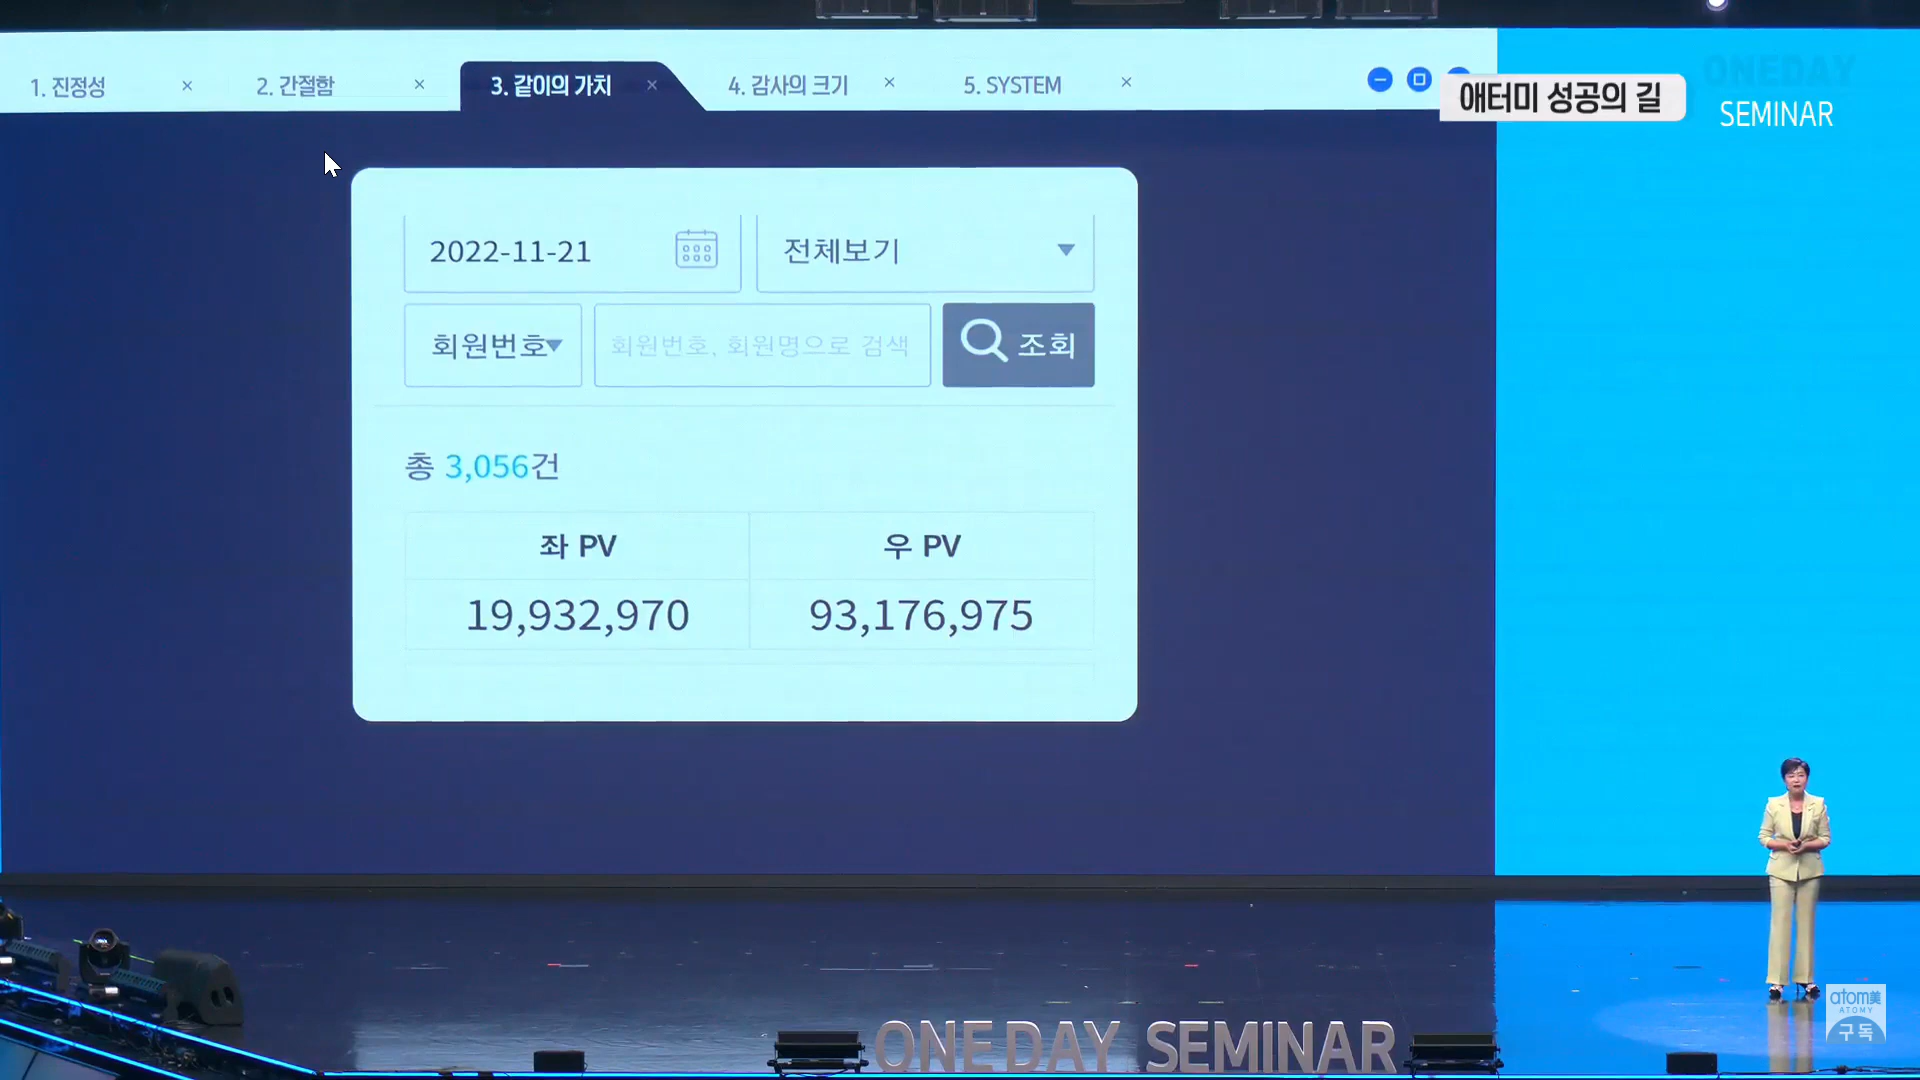 1. 진정성
2. 간절함
3. 같이의 가치
4. 감사의 크기
5. SYSTEM
애터미 성공의 길
ONEDAY
SEMINAR
2022-11-21
전체보기
회원번호
회원번호, 회원명으로 검색
조회
총 3,056건
좌 PV
우 PV
19,932,970
93,176,975
ONE DAY SEMINAR
atom美
ATOMY
구독